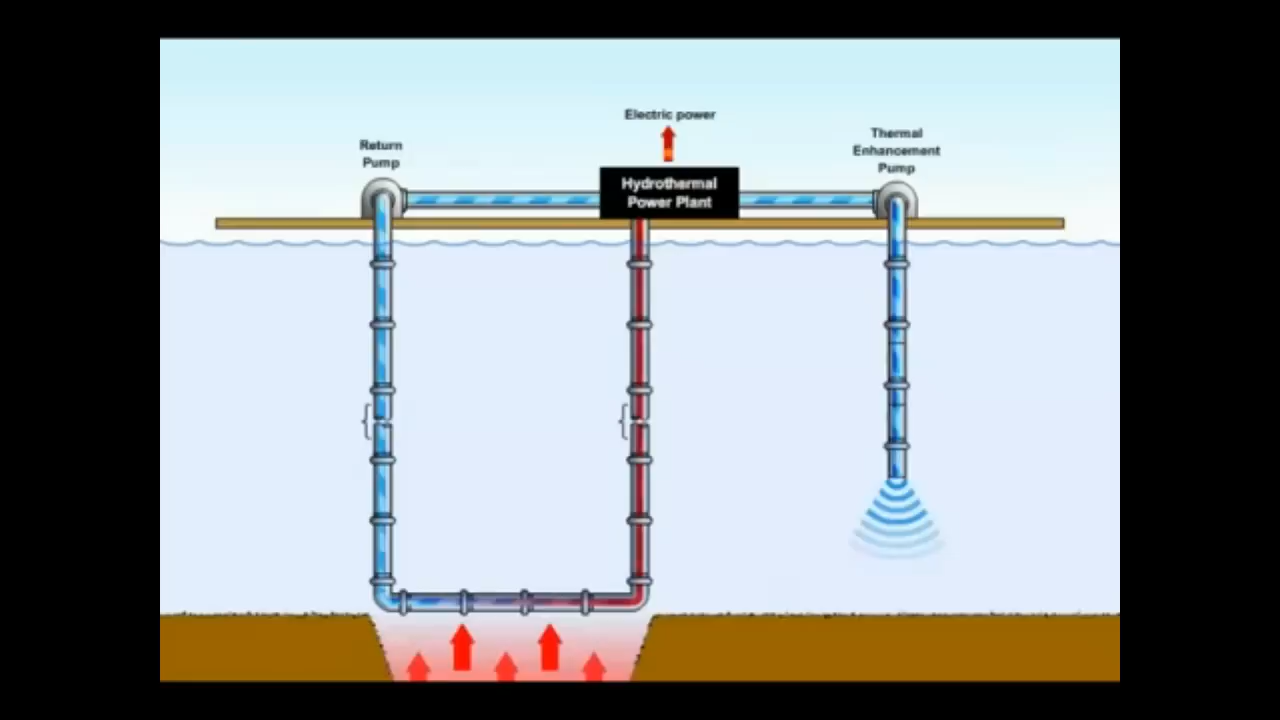 Electric power
Return
Pump
Thermal
Enhancement
Pump
Hydrothermal
Power Plant